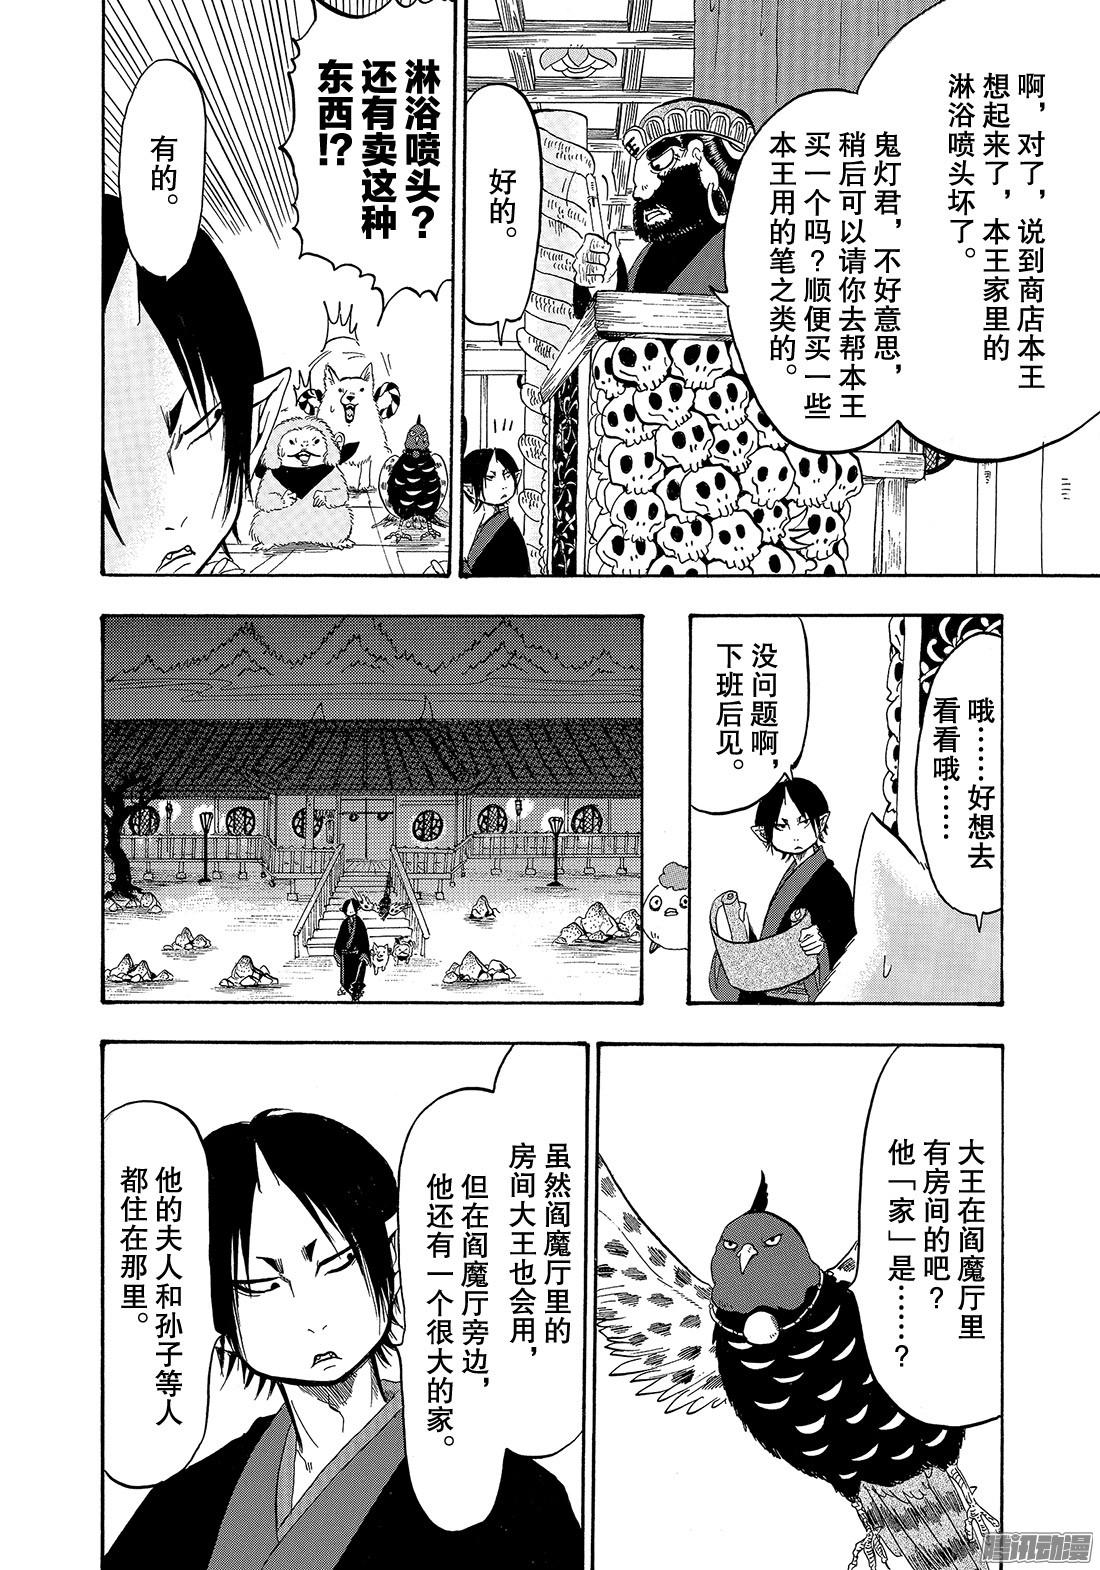 啊，对了，说到商店本王
想起来了，本王家里的
淋浴喷头坏了。
鬼灯君，不好意思，
稍后可以请你去帮本王
买一个吗？顺便买一些
本王用的笔之类的。
好的。
淋浴喷头？
还有卖这种
东西!?
有的。
哦……好想去
看看哦……
没问题啊，
下班后见。
大王在阎魔厅里
有房间的吧？
他「家」是……？
虽然阎魔厅里的
房间大王也会用，
但在阎魔厅旁边，
他还有一个很大的家。
他的夫人和孙子等人
都住在那里。
腾讯动漫